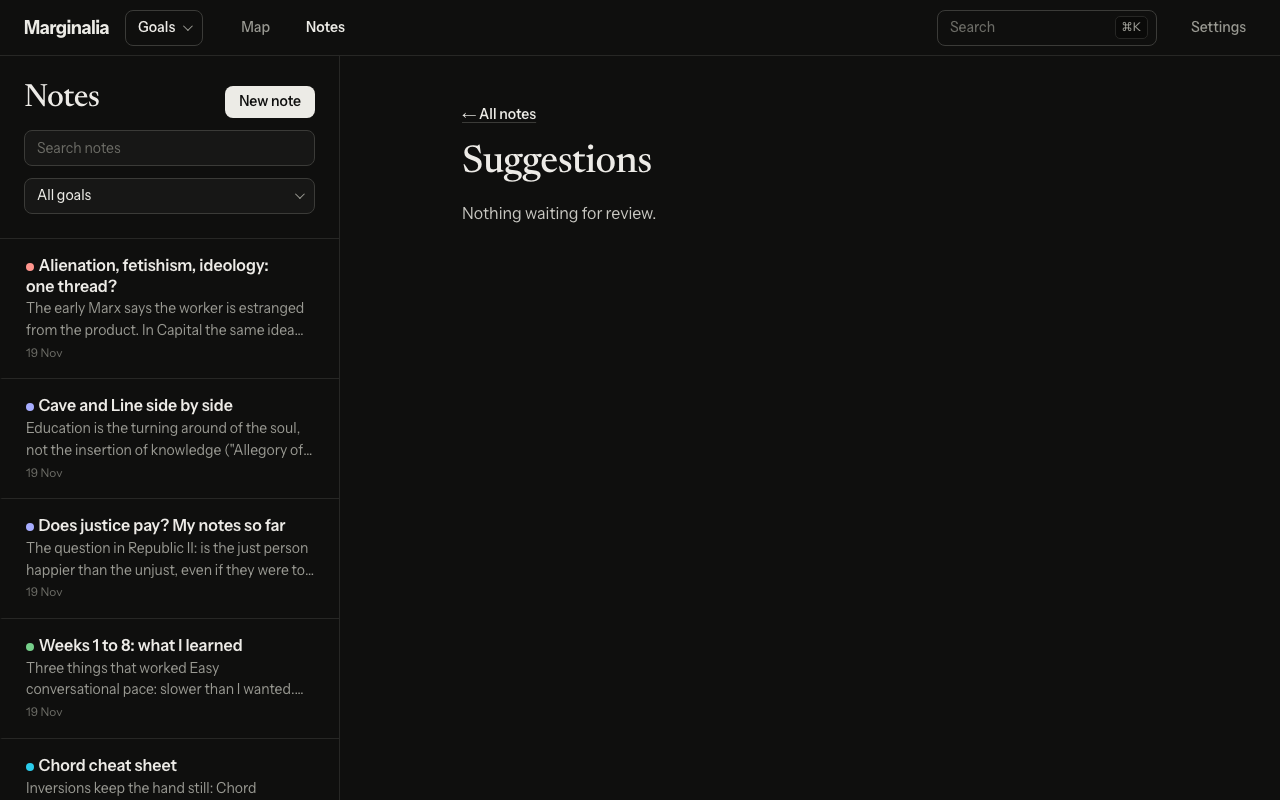 Marginalia
Goals
Map
Notes
Search
⌘K
Settings
Notes
New note
Search notes
All goals
Alienation, fetishism, ideology:
one thread?
The early Marx says the worker is estranged
from the product. In Capital the same idea...
19 Nov
Cave and Line side by side
Education is the turning around of the soul,
not the insertion of knowledge ("Allegory of...
19 Nov
Does justice pay? My notes so far
The question in Republic II: is the just person
happier than the unjust, even if they were to...
19 Nov
Weeks 1 to 8: what I learned
Three things that worked Easy
conversational pace: slower than I wanted....
19 Nov
Chord cheat sheet
Inversions keep the hand still: Chord
← All notes
Suggestions
Nothing waiting for review.